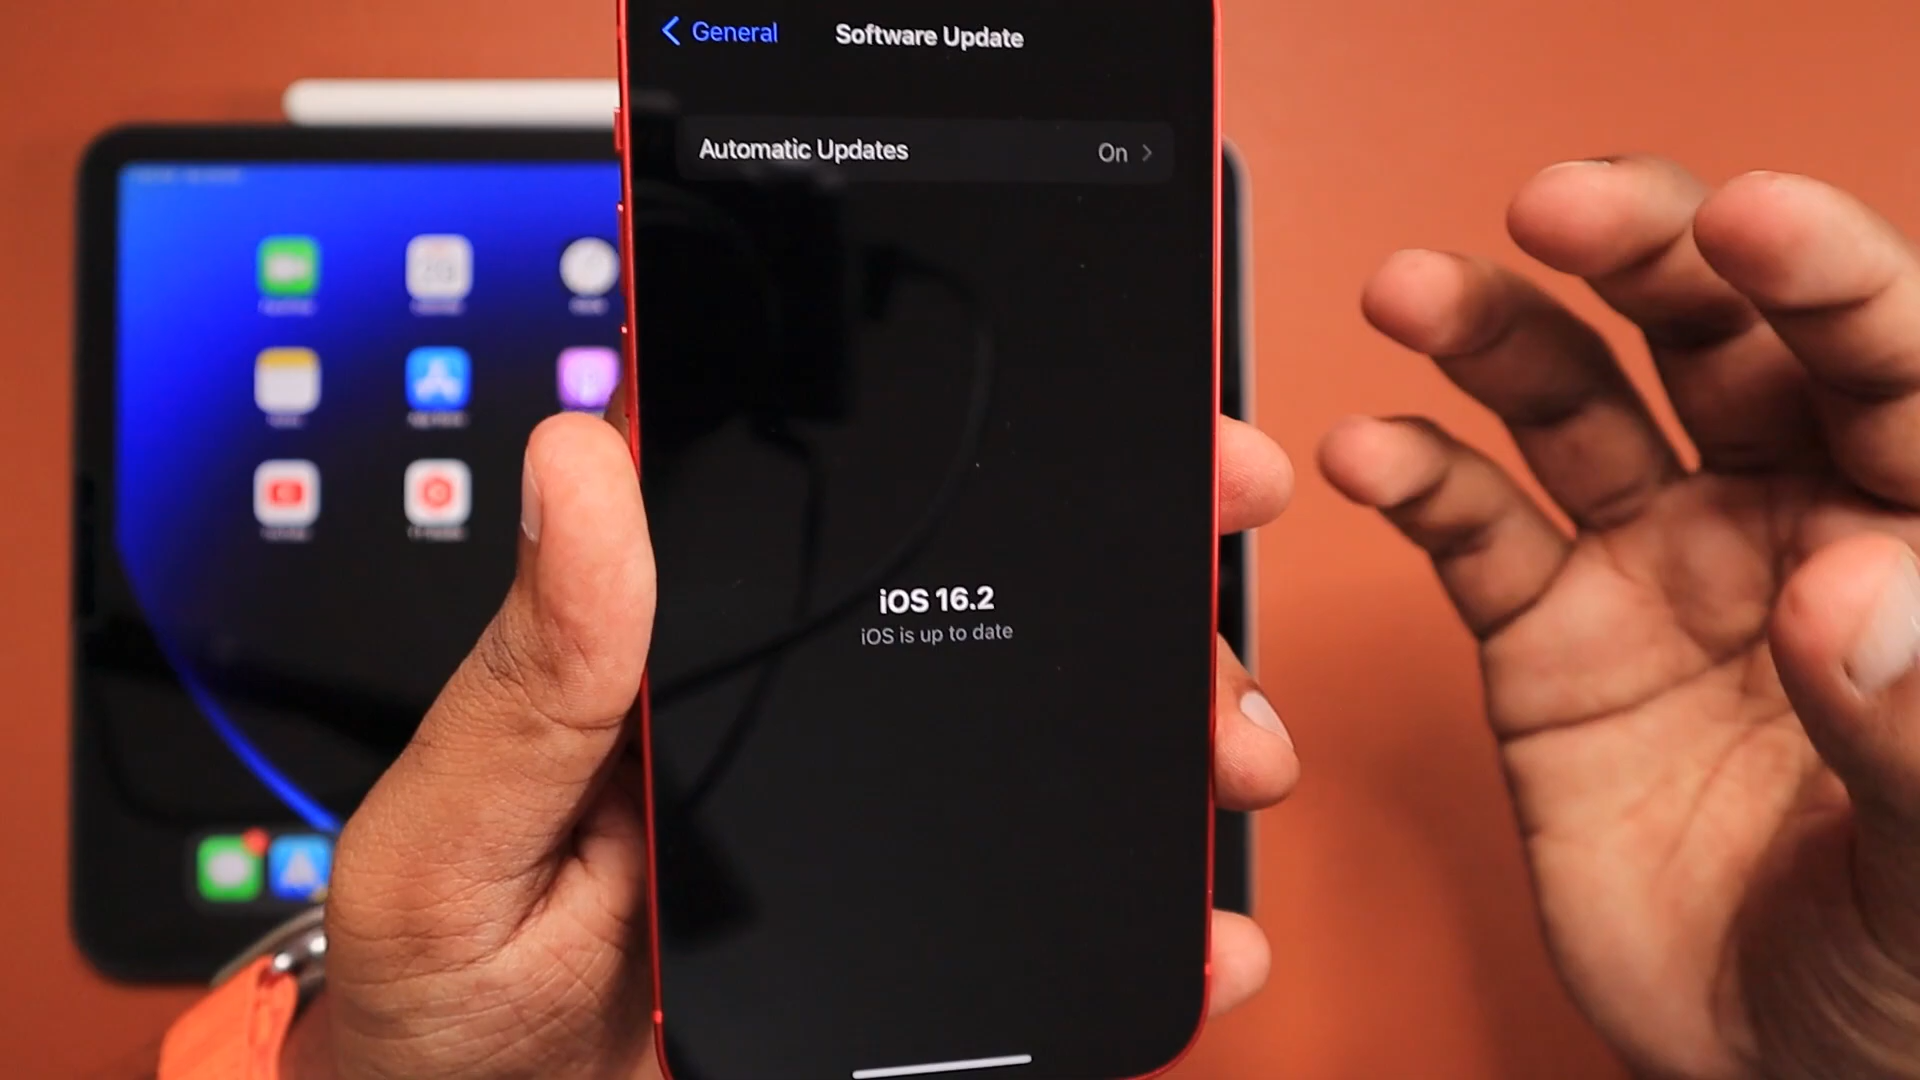 General
Software Update
Automatic Updates
On
iOS 16.2
iOS is up to date